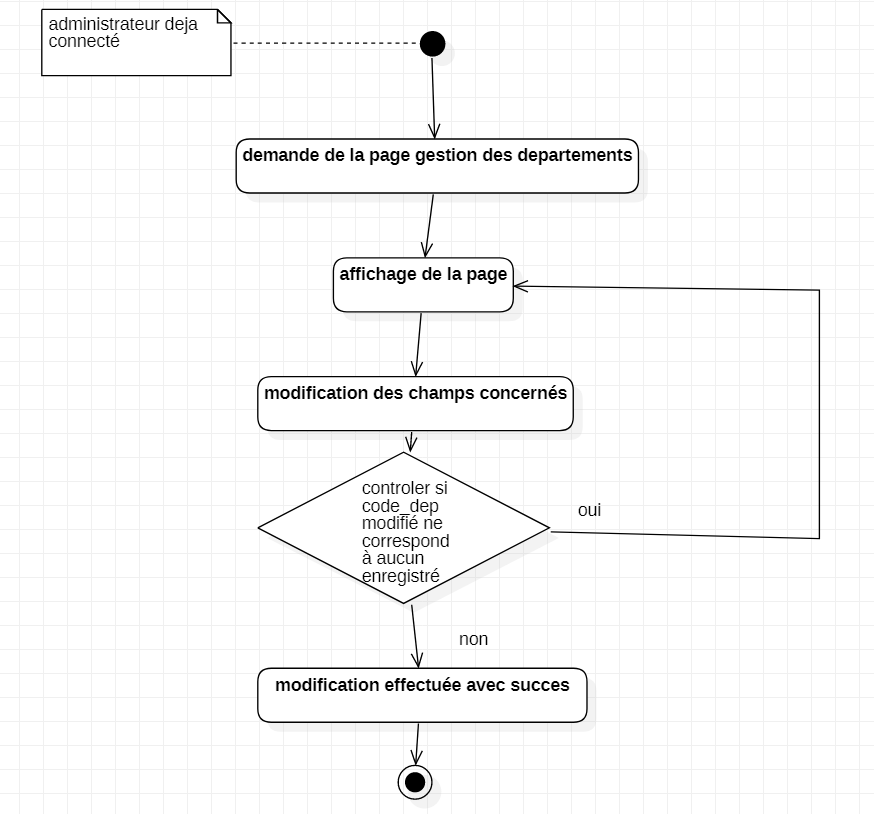 administrateur deja
connecté
demande de la page gestion des departements
affichage de la page
modification des champs concernés
controler si
code_dep
modifié ne
correspond
à aucun
enregistré
oui
non
modification effectuée avec succes